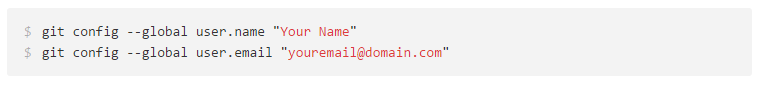 $ git config --global user.name "Your Name"
$ git config --global user.email "youremail@domain.com"